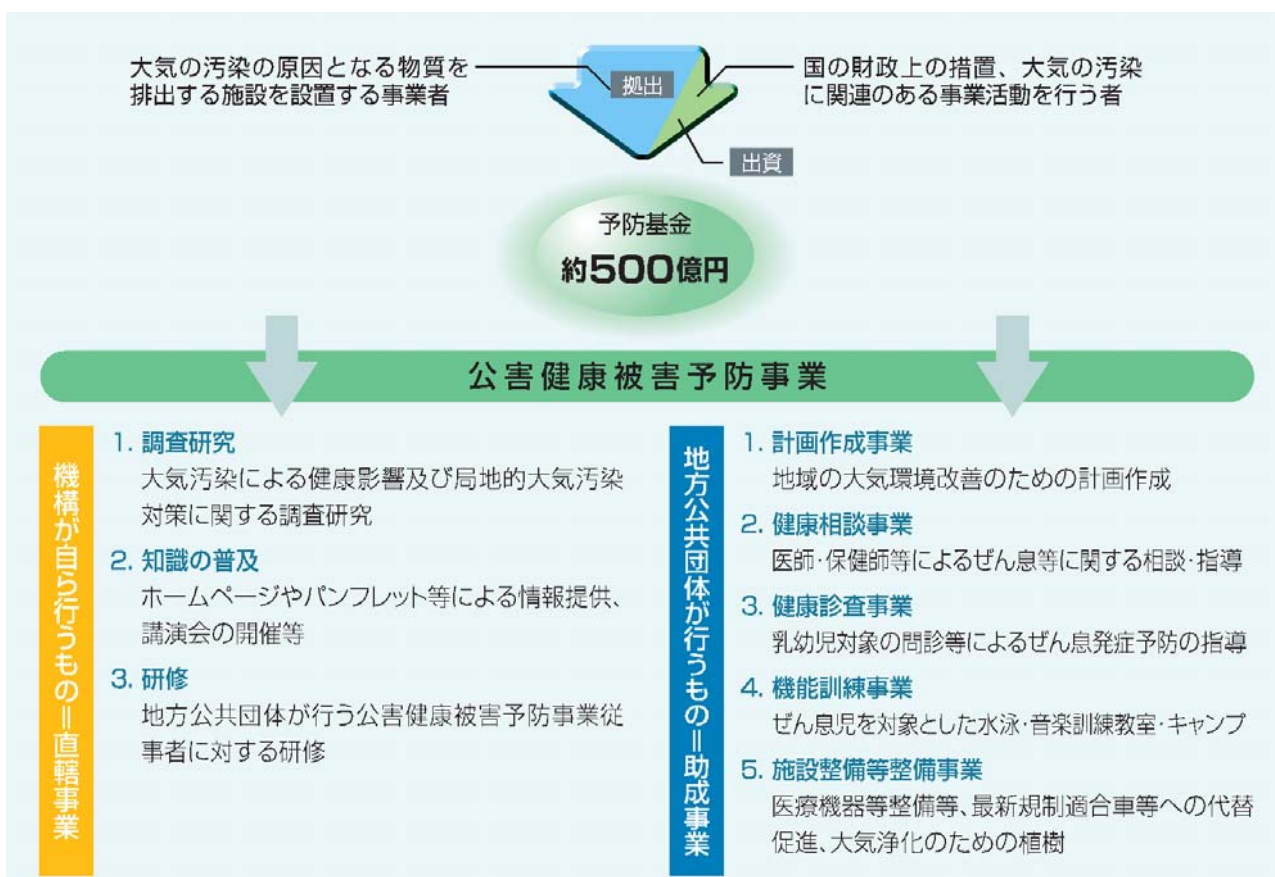 大気の汚染の原因となる物質を
排出する施設を設置する事業者
拠出
国の財政上の措置、大気の汚染
に関連のある事業活動を行う者
出資
予防基金
約500億円
公害健康被害予防事業
機構が自ら行うもの＝直轄事業
1. 調査研究
大気汚染による健康影響及び局地的大気汚染
対策に関する調査研究
2. 知識の普及
ホームページやパンフレット等による情報提供、
講演会の開催等
3. 研修
地方公共団体が行う公害健康被害予防事業従
事者に対する研修
地方公共団体が行うもの＝助成事業
1. 計画作成事業
地域の大気環境改善のための計画作成
2. 健康相談事業
医師･保健師等によるぜん息等に関する相談･指導
3. 健康診査事業
乳幼児対象の問診等によるぜん息発症予防の指導
4. 機能訓練事業
ぜん息児を対象とした水泳･音楽訓練教室･キャンプ
5. 施設整備等整備事業
医療機器等整備等、最新規制適合車等への代替
促進、大気浄化のための植樹